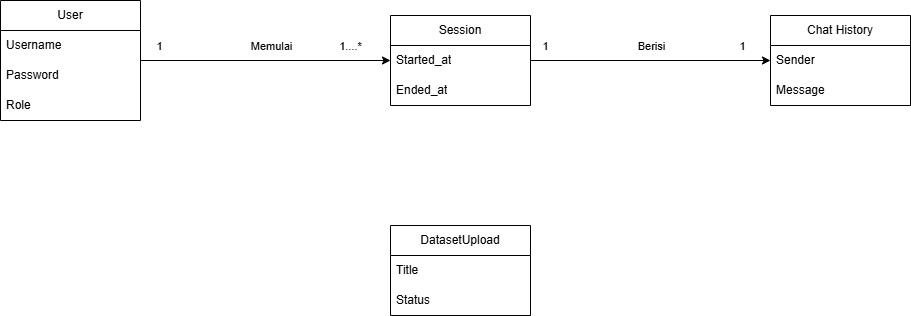 User
Username
Password
Role
1 Memulai 1....*
Session
Started_at
Ended_at
1 Berisi 1
Chat History
Sender
Message
DatasetUpload
Title
Status